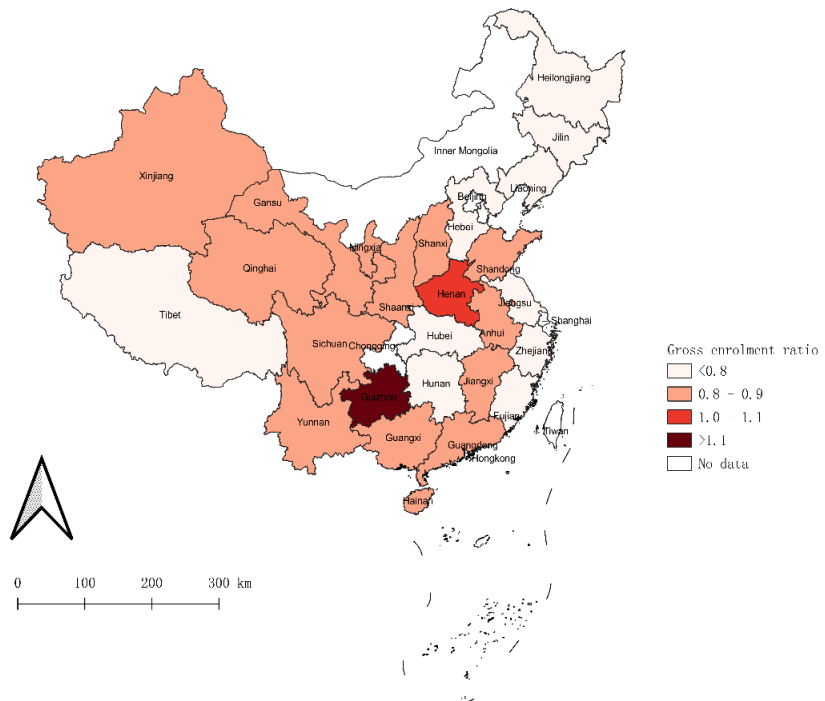 Heilongjiang
Jilin
Inner Mongolia
Liaoning
Xinjiang
Beijing
Gansu
Hebei
Ningxia
Shanxi
Qinghai
Shandong
Henan
Tibet
Shaanxi
Jiangsu
Shanghai
Anhui
Hubei
Sichuan
Chongqing
Zhejiang
Hunan
Jiangxi
Guizhou
Fujian
Yunnan
Tiwan
Guangxi
Guangdeng
Hongkong
Hainan
Gross enrolment ratio
<0.8
0.8 - 0.9
1.0 - 1.1
>1.1
No data
0 100 200 300 km